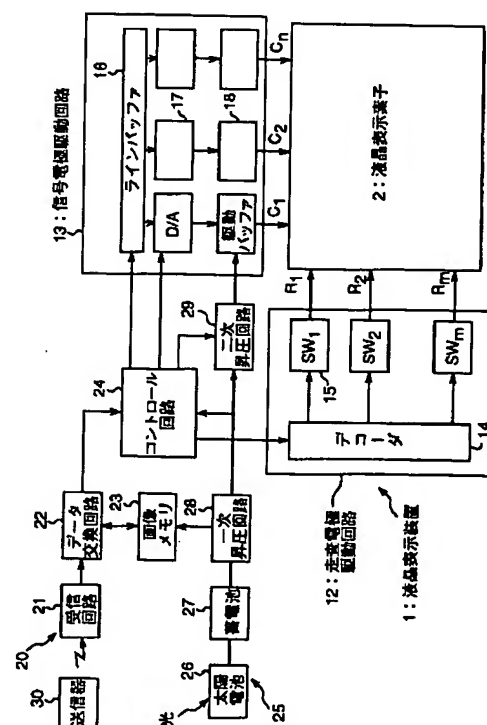 13：信号電極駆動回路
16
ラインバッファ
D/A
17
駆動
バッファ
18
C1
C2
Cn
2：液晶表示素子
R1
R2
Rm
SW1
SW2
SWm
15
デコーダ
14
12：走査電極
駆動回路
1：液晶表示装置
24
コントロール
回路
29
二次
昇圧回路
22
データ
交換回路
23
画像
メモリ
28
一次
昇圧回路
20
21
受信
回路
27
蓄電池
30
送信器
光
26
太陽
電池
25